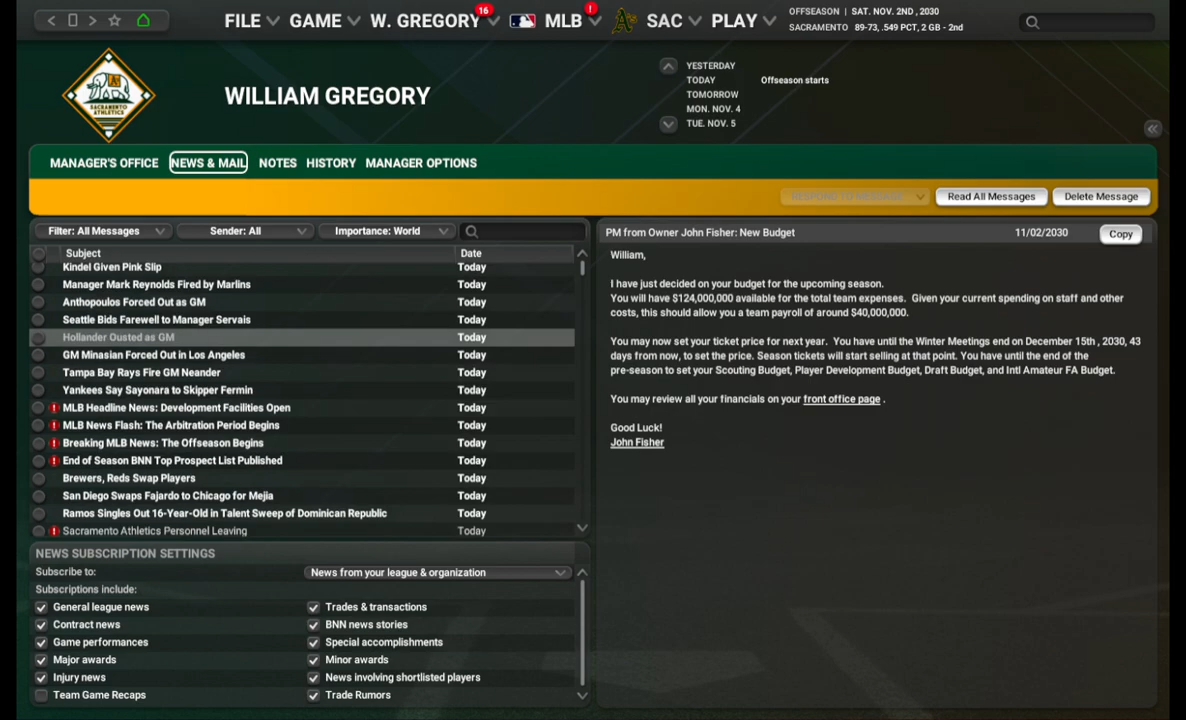 FILE GAME W. GREGORY 16 MLB ! SAC PLAY
OFFSEASON | SAT. NOV. 2ND , 2030
SACRAMENTO 89-73, .549 PCT, 2 GB - 2nd
SACRAMENTO
ATHLETICS
WILLIAM GREGORY
YESTERDAY
TODAY Offseason starts
TOMORROW
MON. NOV. 4
TUE. NOV. 5
MANAGER'S OFFICE NEWS & MAIL NOTES HISTORY MANAGER OPTIONS
RESPOND TO MESSAGE Read All Messages Delete Message
Filter: All Messages Sender: All Importance: World
Subject Date
Kindel Given Pink Slip Today
Manager Mark Reynolds Fired by Marlins Today
Anthopoulos Forced Out as GM Today
Seattle Bids Farewell to Manager Servais Today
Hollander Ousted as GM Today
GM Minasian Forced Out in Los Angeles Today
Tampa Bay Rays Fire GM Neander Today
Yankees Say Sayonara to Skipper Fermin Today
! MLB Headline News: Development Facilities Open Today
! MLB News Flash: The Arbitration Period Begins Today
! Breaking MLB News: The Offseason Begins Today
! End of Season BNN Top Prospect List Published Today
Brewers, Reds Swap Players Today
San Diego Swaps Fajardo to Chicago for Mejia Today
Ramos Singles Out 16-Year-Old in Talent Sweep of Dominican Republic Today
! Sacramento Athletics Personnel Leaving Today
NEWS SUBSCRIPTION SETTINGS
Subscribe to: News from your league & organization
Subscriptions include:
General league news Trades & transactions
Contract news BNN news stories
Game performances Special accomplishments
Major awards Minor awards
Injury news News involving shortlisted players
Team Game Recaps Trade Rumors
PM from Owner John Fisher: New Budget 11/02/2030 Copy
William,
I have just decided on your budget for the upcoming season.
You will have $124,000,000 available for the total team expenses. Given your current spending on staff and other
costs, this should allow you a team payroll of around $40,000,000.
You may now set your ticket price for next year. You have until the Winter Meetings end on December 15th , 2030, 43
days from now, to set the price. Season tickets will start selling at that point. You have until the end of the
pre-season to set your Scouting Budget, Player Development Budget, Draft Budget, and Intl Amateur FA Budget.
You may review all your financials on your front office page .
Good Luck!
John Fisher